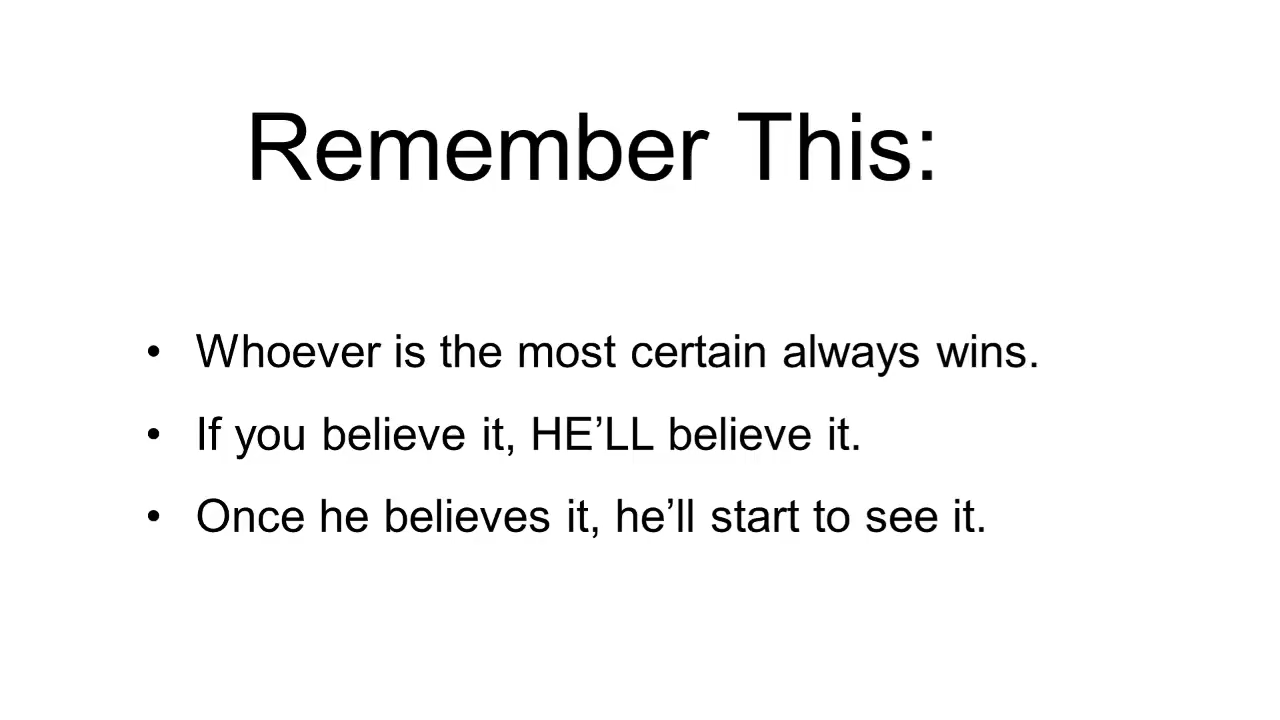 Remember This:
• Whoever is the most certain always wins.
• If you believe it, HE’LL believe it.
• Once he believes it, he’ll start to see it.